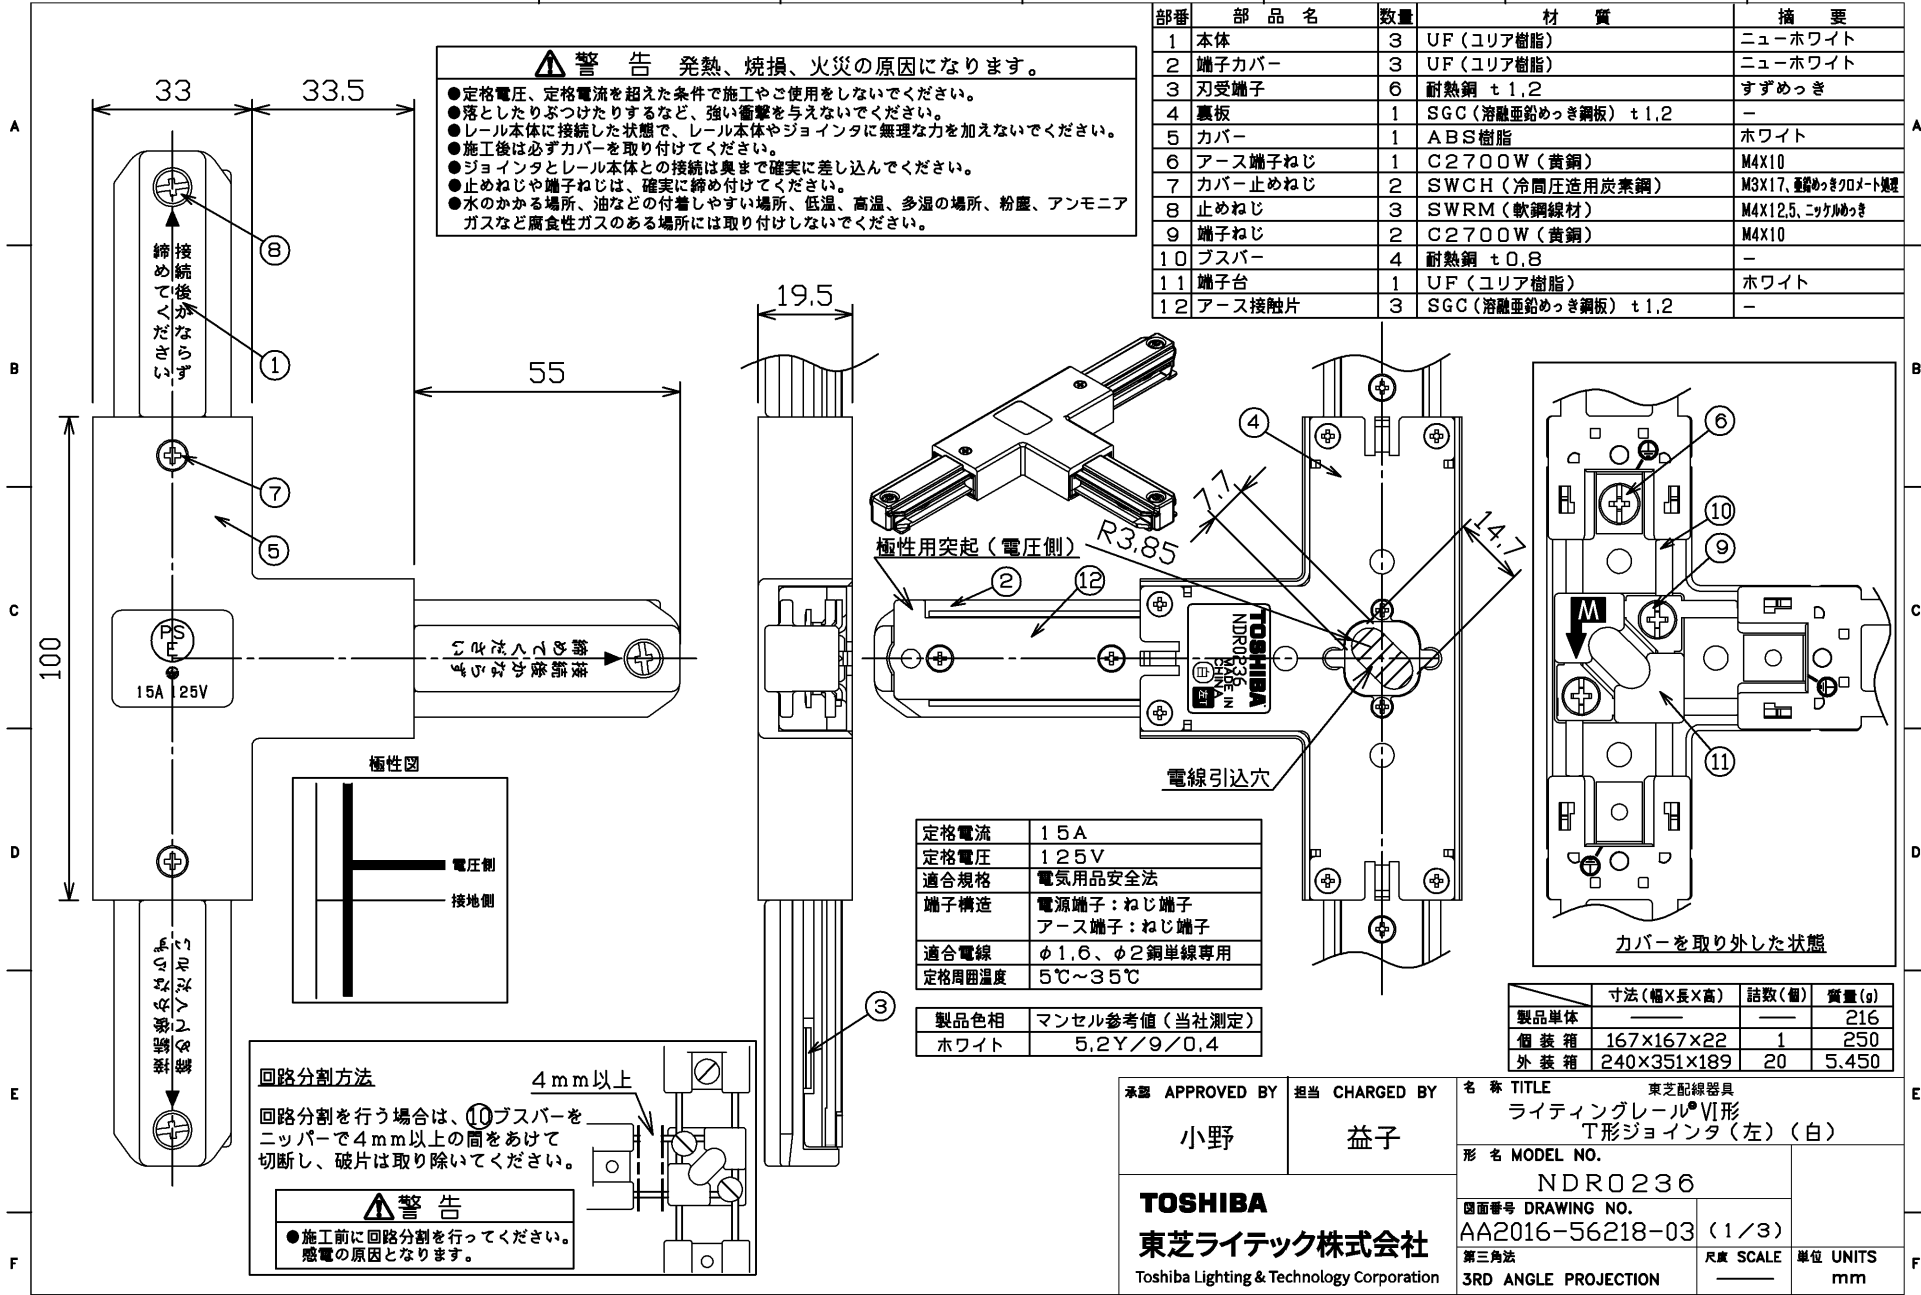 部番 部品名 数量 材質 摘要
1 本体 3 UF（ユリア樹脂） ニューホワイト
2 端子カバー 3 UF（ユリア樹脂） ニューホワイト
3 刃受端子 6 耐熱銅 t1.2 すずめっき
4 裏板 1 SGC（溶融亜鉛めっき鋼板） t1.2 －
5 カバー 1 ABS樹脂 ホワイト
6 アース端子ねじ 1 C2700W（黄銅） M4X10
7 カバー止めねじ 2 SWCH（冷間圧造用炭素鋼） M3X17、亜鉛めっきクロメート処理
8 止めねじ 3 SWRM（軟鋼線材） M4X12.5、ニッケルめっき
9 端子ねじ 2 C2700W（黄銅） M4X10
10 ブスバー 4 耐熱銅 t0.8 －
11 端子台 1 UF（ユリア樹脂） ホワイト
12 アース接触片 3 SGC（溶融亜鉛めっき鋼板） t1.2 －
警告 発熱、焼損、火災の原因になります。
●定格電圧、定格電流を超えた条件で施工やご使用をしないでください。
●落としたりぶつけたりするなど、強い衝撃を与えないでください。
●レール本体に接続した状態で、レール本体やジョインタに無理な力を加えないでください。
●施工後は必ずカバーを取り付けてください。
●ジョインタとレール本体との接続は奥まで確実に差し込んでください。
●止めねじや端子ねじは、確実に締め付けてください。
●水のかかる場所、油などの付着しやすい場所、低温、高温、多湿の場所、粉塵、アンモニア
ガスなど腐食性ガスのある場所には取り付けしないでください。
A
B
C
D
E
F
A
B
C
D
E
F
33
33.5
55
100
19.5
接続後かならず
締めてください
接続後かならず
締めてください
接続後かならず
締めてください
⑧
①
⑦
⑤
PS
E
15A 125V
極性図
電圧側
接地側
③
極性用突起（電圧側）
②
⑫
④
R3.85
7.7
14.7
TOSHIBA
NDR0236
MADE IN
CHINA
白
左T
電線引込穴
⑥
⑩
⑨
W
⑪
カバーを取り外した状態
定格電流 15A
定格電圧 125V
適合規格 電気用品安全法
端子構造 電源端子：ねじ端子
アース端子：ねじ端子
適合電線 φ1.6、φ2銅単線専用
定格周囲温度 5℃～35℃
製品色相 マンセル参考値（当社測定）
ホワイト 5.2Y／9／0.4
寸法（幅×長×高） 詰数（個） 質量（g）
製品単体 ―― ― 216
個装箱 167×167×22 1 250
外装箱 240×351×189 20 5.450
回路分割方法
4mm以上
回路分割を行う場合は、⑩ブスバーを
ニッパーで4mm以上の間をあけて
切断し、破片は取り除いてください。
警告
●施工前に回路分割を行ってください。
感電の原因となります。
承認 APPROVED BY
小野
担当 CHARGED BY
益子
名称 TITLE 東芝配線器具
ライティングレール®Ⅵ形
T形ジョインタ（左）（白）
形名 MODEL NO.
NDR0236
図面番号 DRAWING NO.
AA2016-56218-03 （1／3）
第三角法
3RD ANGLE PROJECTION
尺度 SCALE
――
単位 UNITS
mm
TOSHIBA
東芝ライテック株式会社
Toshiba Lighting & Technology Corporation